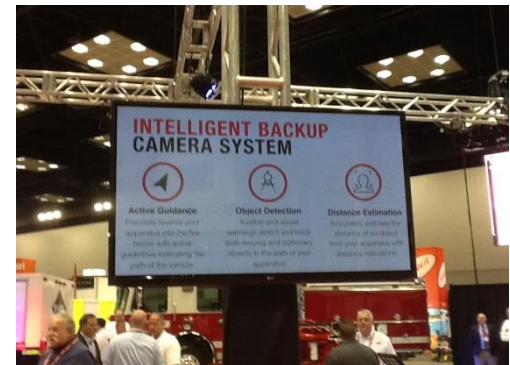 INTELLIGENT BACKUP
CAMERA SYSTEM
Active Guidance
Precisely reverse your
apparatus into the fire
house with active
guidelines indicating the
path of the vehicle.
Object Detection
Audible and visual
warnings detect and track
both moving and stationary
objects in the path of your
apparatus.
Distance Estimation
Accurately estimate the
distance of an object
from your apparatus with
distance indications.